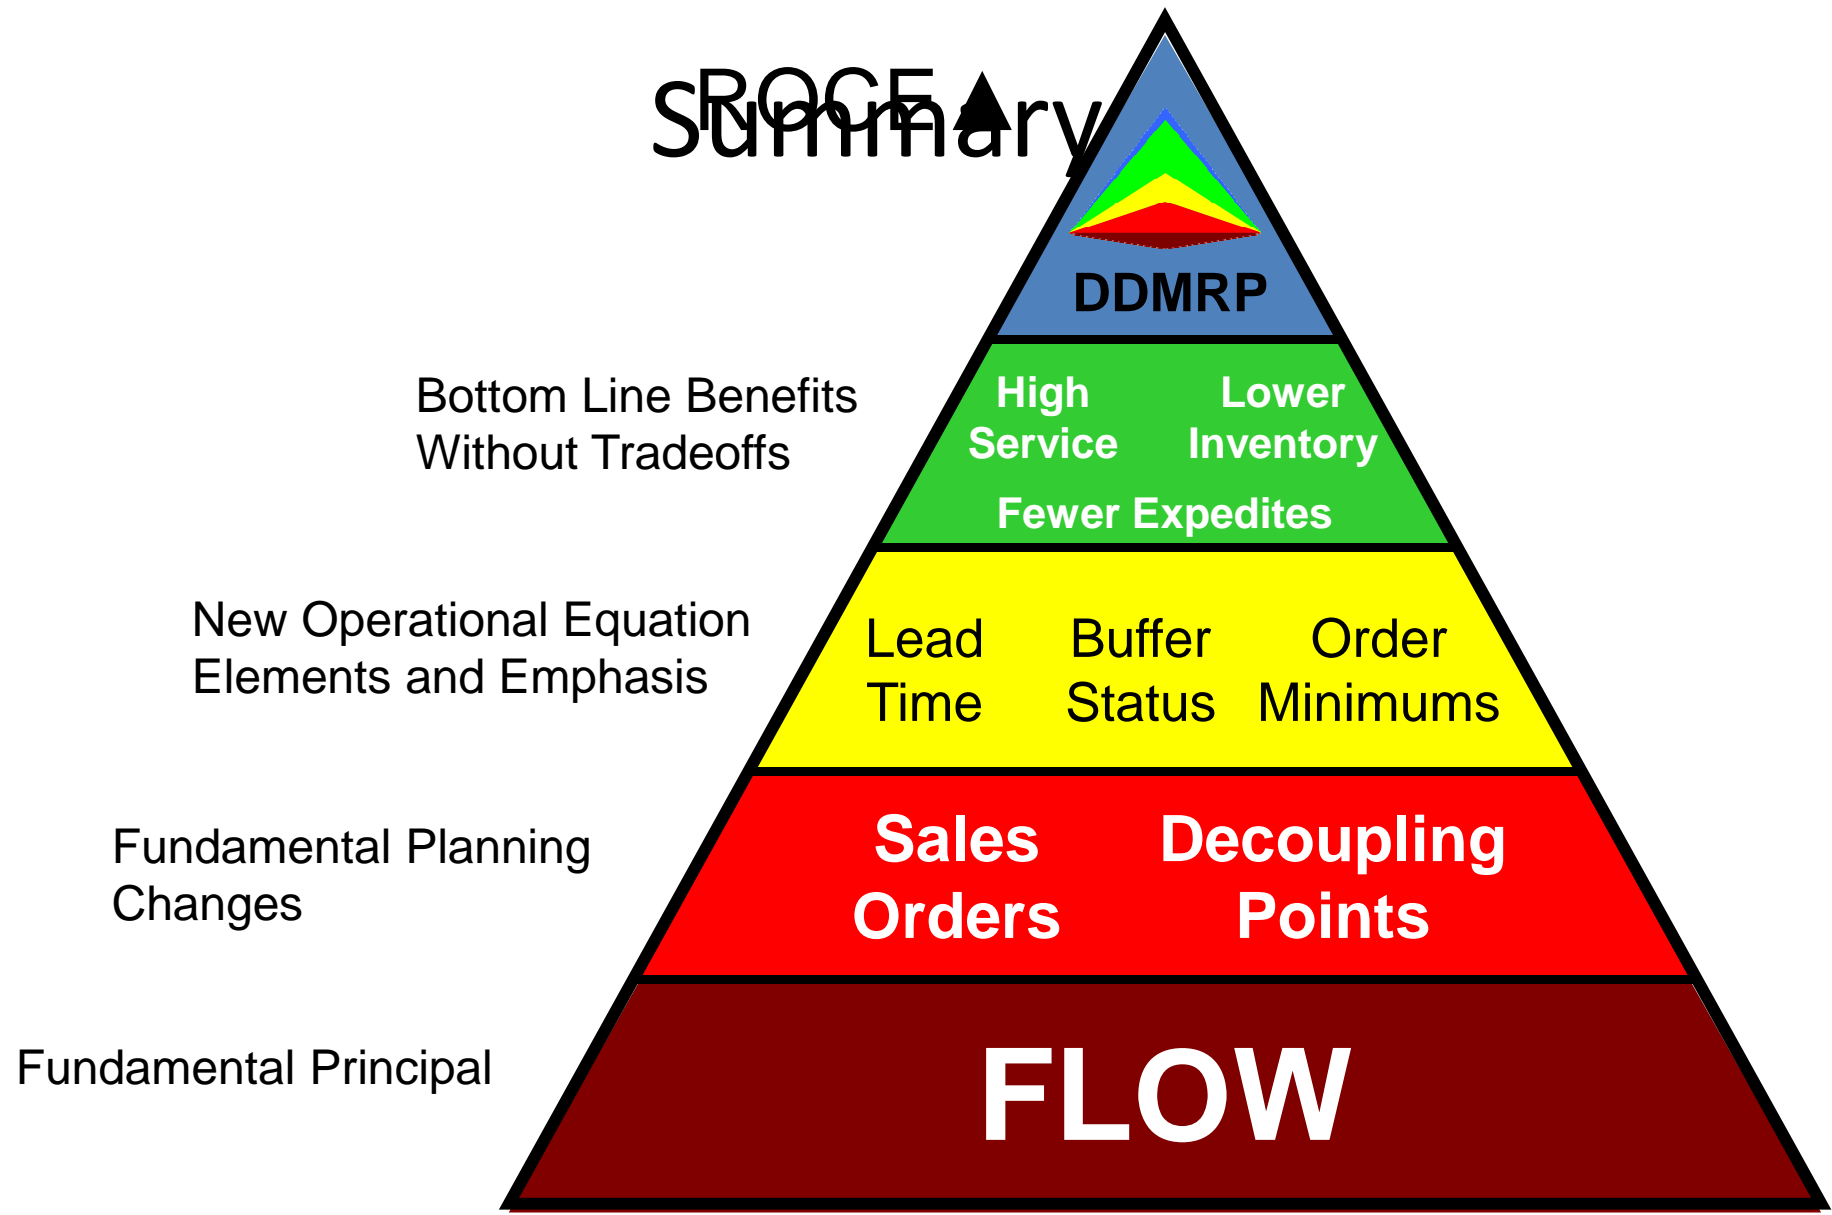 Summary
ROCE ▲
DDMRP
Bottom Line Benefits
Without Tradeoffs
High
Service
Lower
Inventory
Fewer Expedites
New Operational Equation
Elements and Emphasis
Lead
Time
Buffer
Status
Order
Minimums
Fundamental Planning
Changes
Sales
Orders
Decoupling
Points
Fundamental Principal
FLOW